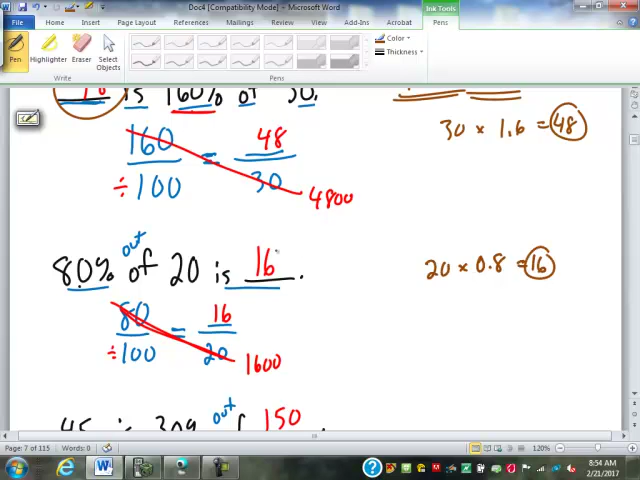 Doc4 [Compatibility Mode] - Microsoft Word
Ink Tools
File Home Insert Page Layout References Mailings Review View Add-Ins Acrobat Pens
Pen Highlighter Eraser Select Objects
Color
Thickness
Write
Pens
is 160% of 30.
160/100 = 48/30
÷
4800
30 × 1.6 = 48
out
80% of 20 is 16.
20 × 0.8 = 16
80/100 = 16/20
÷
1600
out
45 is 30% of 150.
Page: 7 of 115 Words: 0 120%
8:54 AM
2/21/2017